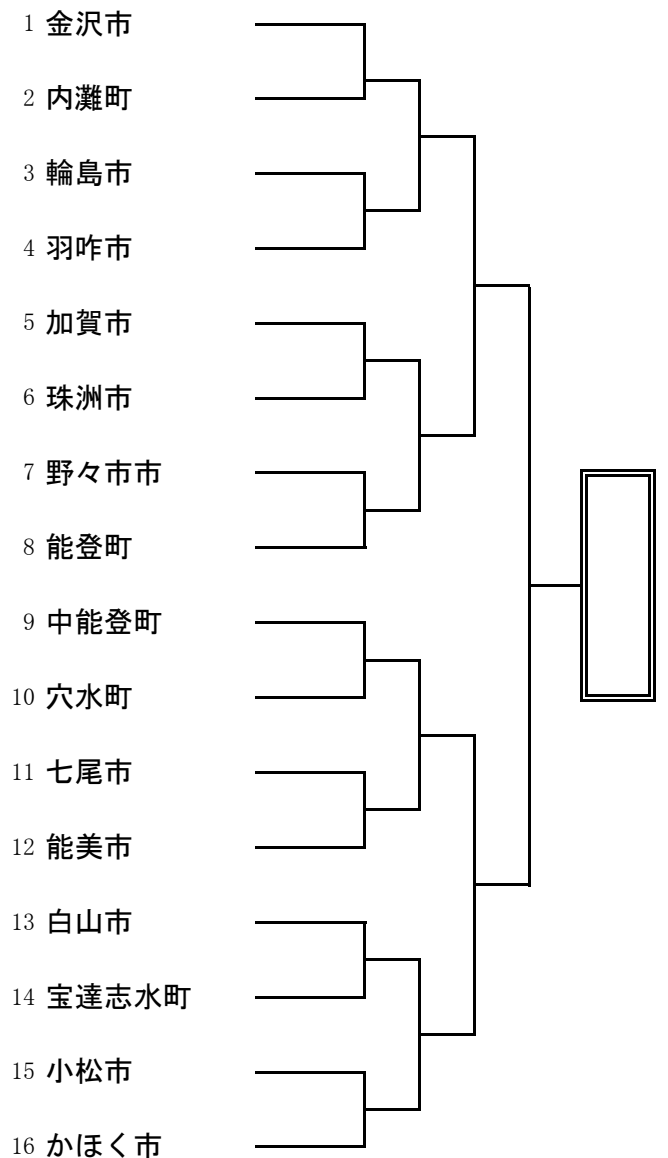 1 金沢市
2 内灘町
3 輪島市
4 羽咋市
5 加賀市
6 珠洲市
7 野々市市
8 能登町
9 中能登町
10 穴水町
11 七尾市
12 能美市
13 白山市
14 宝達志水町
15 小松市
16 かほく市